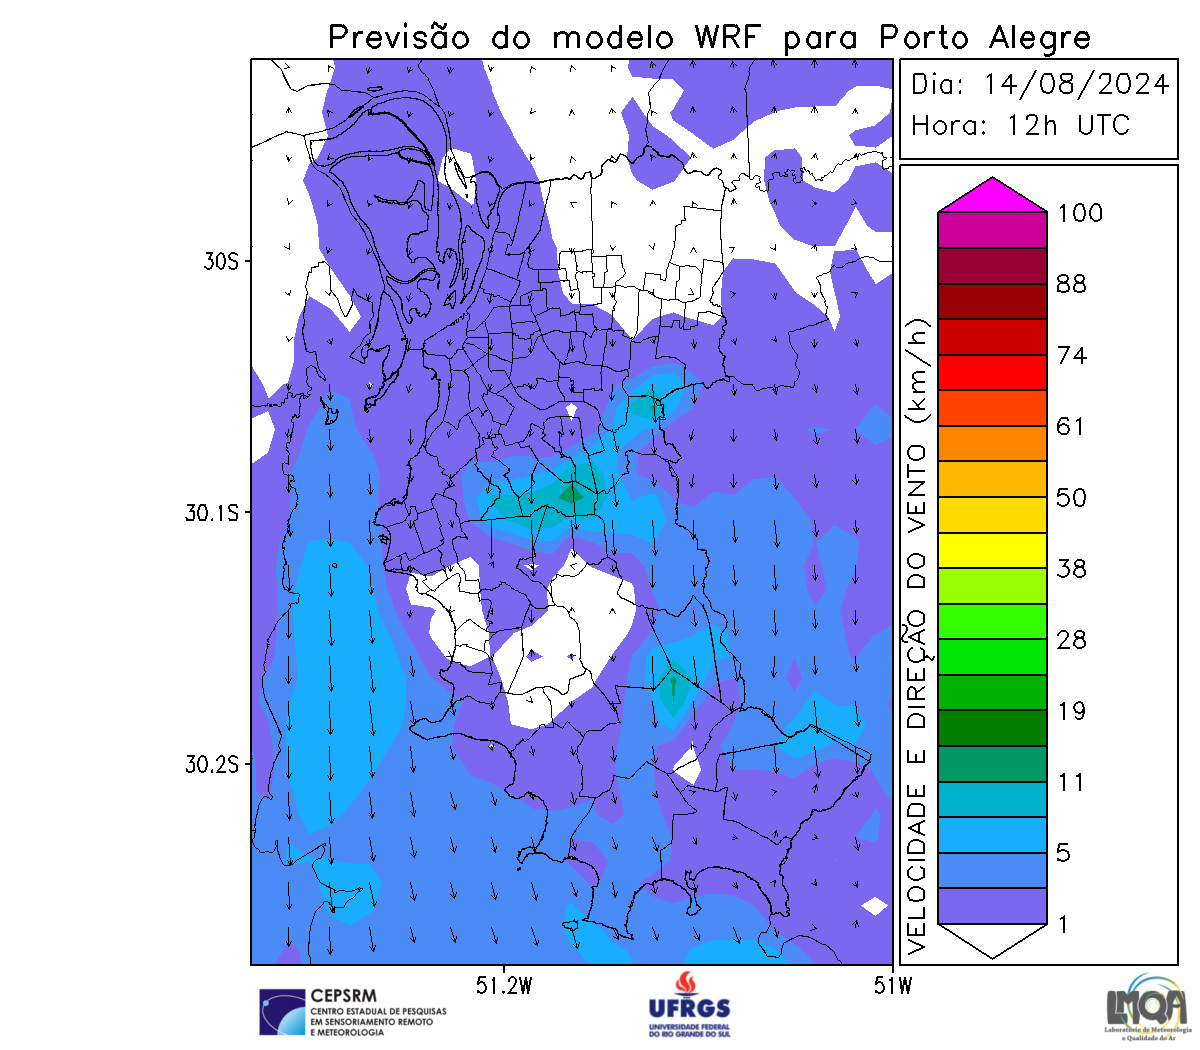 Previsão do modelo WRF para Porto Alegre
Dia: 14/08/2024
Hora: 12h UTC
30S
30.1S
30.2S
51.2W
51W
VELOCIDADE E DIREÇÃO DO VENTO (km/h)
100
88
74
61
50
38
28
19
11
5
1
CEPSRM
CENTRO ESTADUAL DE PESQUISAS
EM SENSORIAMENTO REMOTO
E METEOROLOGIA
UFRGS
UNIVERSIDADE FEDERAL
DO RIO GRANDE DO SUL
LMQA
Laboratório de Meteorologia
e Qualidade do Ar